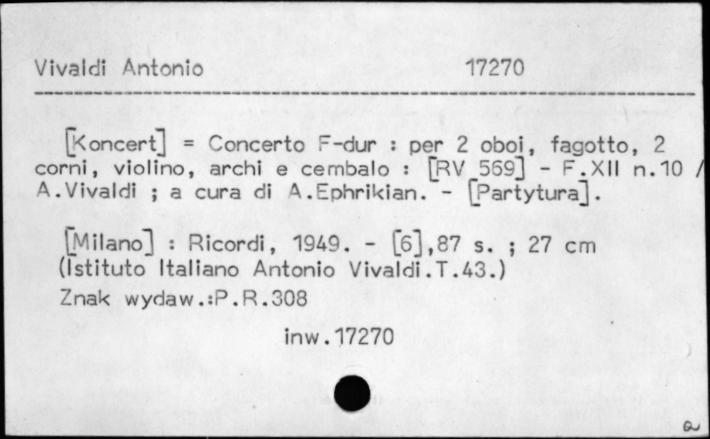 Vivaldi Antonio 17270
[Koncert] = Concerto F-dur : per 2 oboi, fagotto, 2
corni, violino, archi e cembalo : [RV 569] - F.XII n.10 /
A.Vivaldi ; a cura di A.Ephrikian. - [Partytura].
[Milano] : Ricordi, 1949. - [6],87 s. ; 27 cm
(Istituto Italiano Antonio Vivaldi.T.43.)
Znak wydaw.:P.R.308
inw.17270